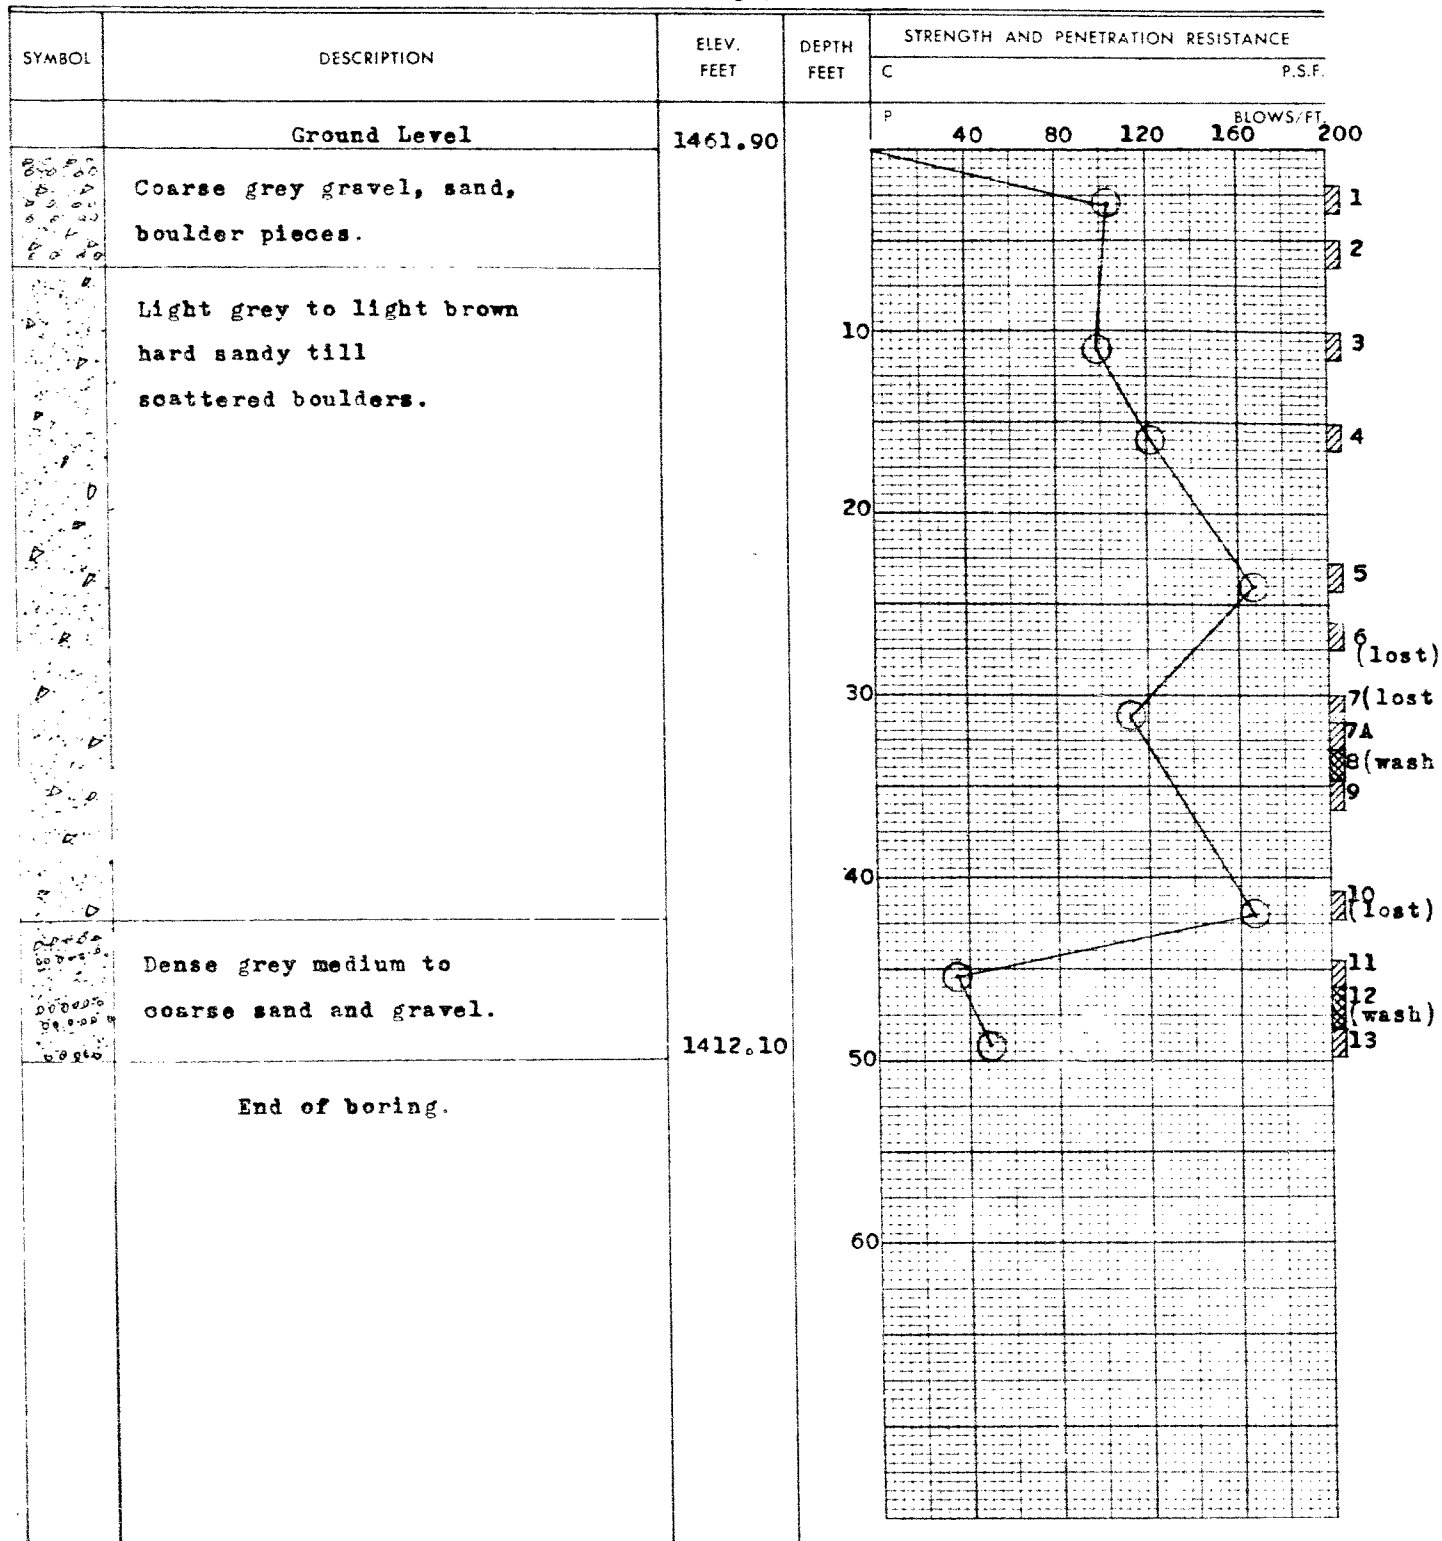 SYMBOL
DESCRIPTION
ELEV.
FEET
DEPTH
FEET
STRENGTH AND PENETRATION RESISTANCE
C P.S.F.
P BLOWS/FT.
40 80 120 160 200
Ground Level
1461.90
Coarse grey gravel, sand,
boulder pieces.
1
2
Light grey to light brown
hard sandy till
scattered boulders.
10
3
4
20
5
6
(lost)
30
7(lost
7A
8(wash
9
40
10
(lost)
Dense grey medium to
coarse sand and gravel.
11
12
(wash)
13
1412.10
50
End of boring.
60